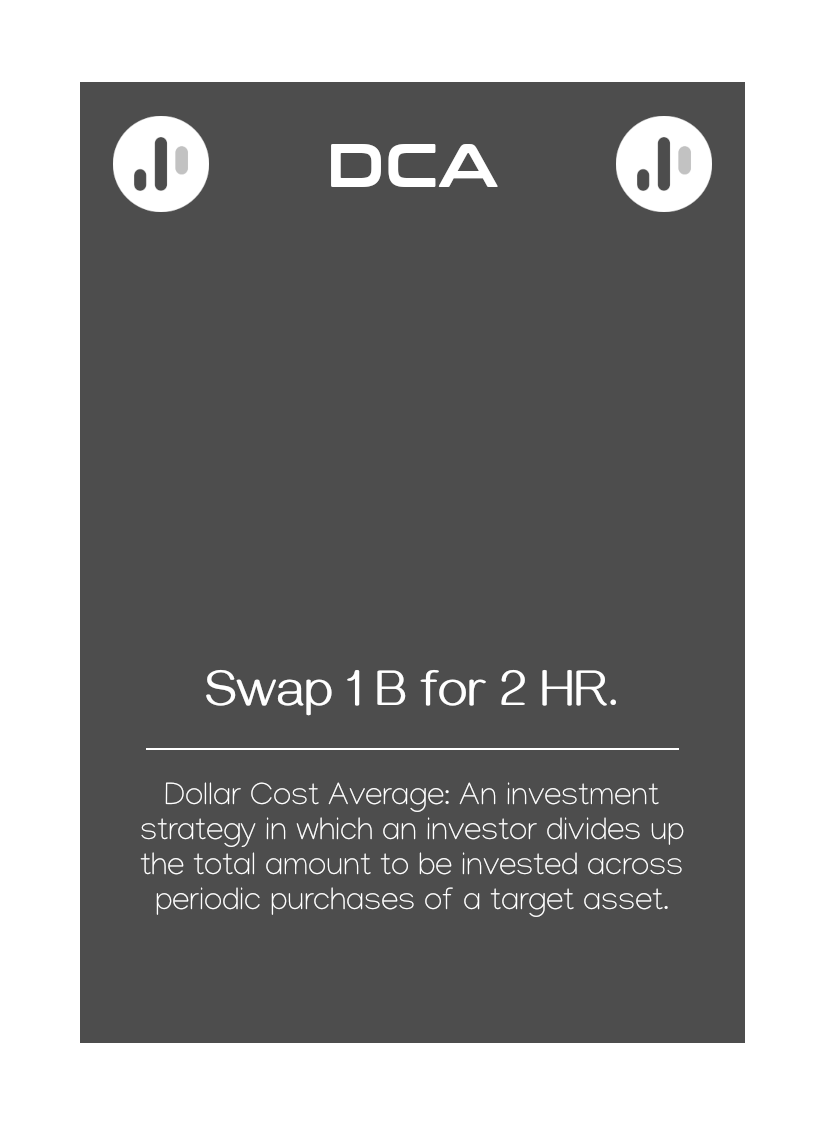 DCA
Swap 1 B for 2 HR.
Dollar Cost Average: An investment
strategy in which an investor divides up
the total amount to be invested across
periodic purchases of a target asset.